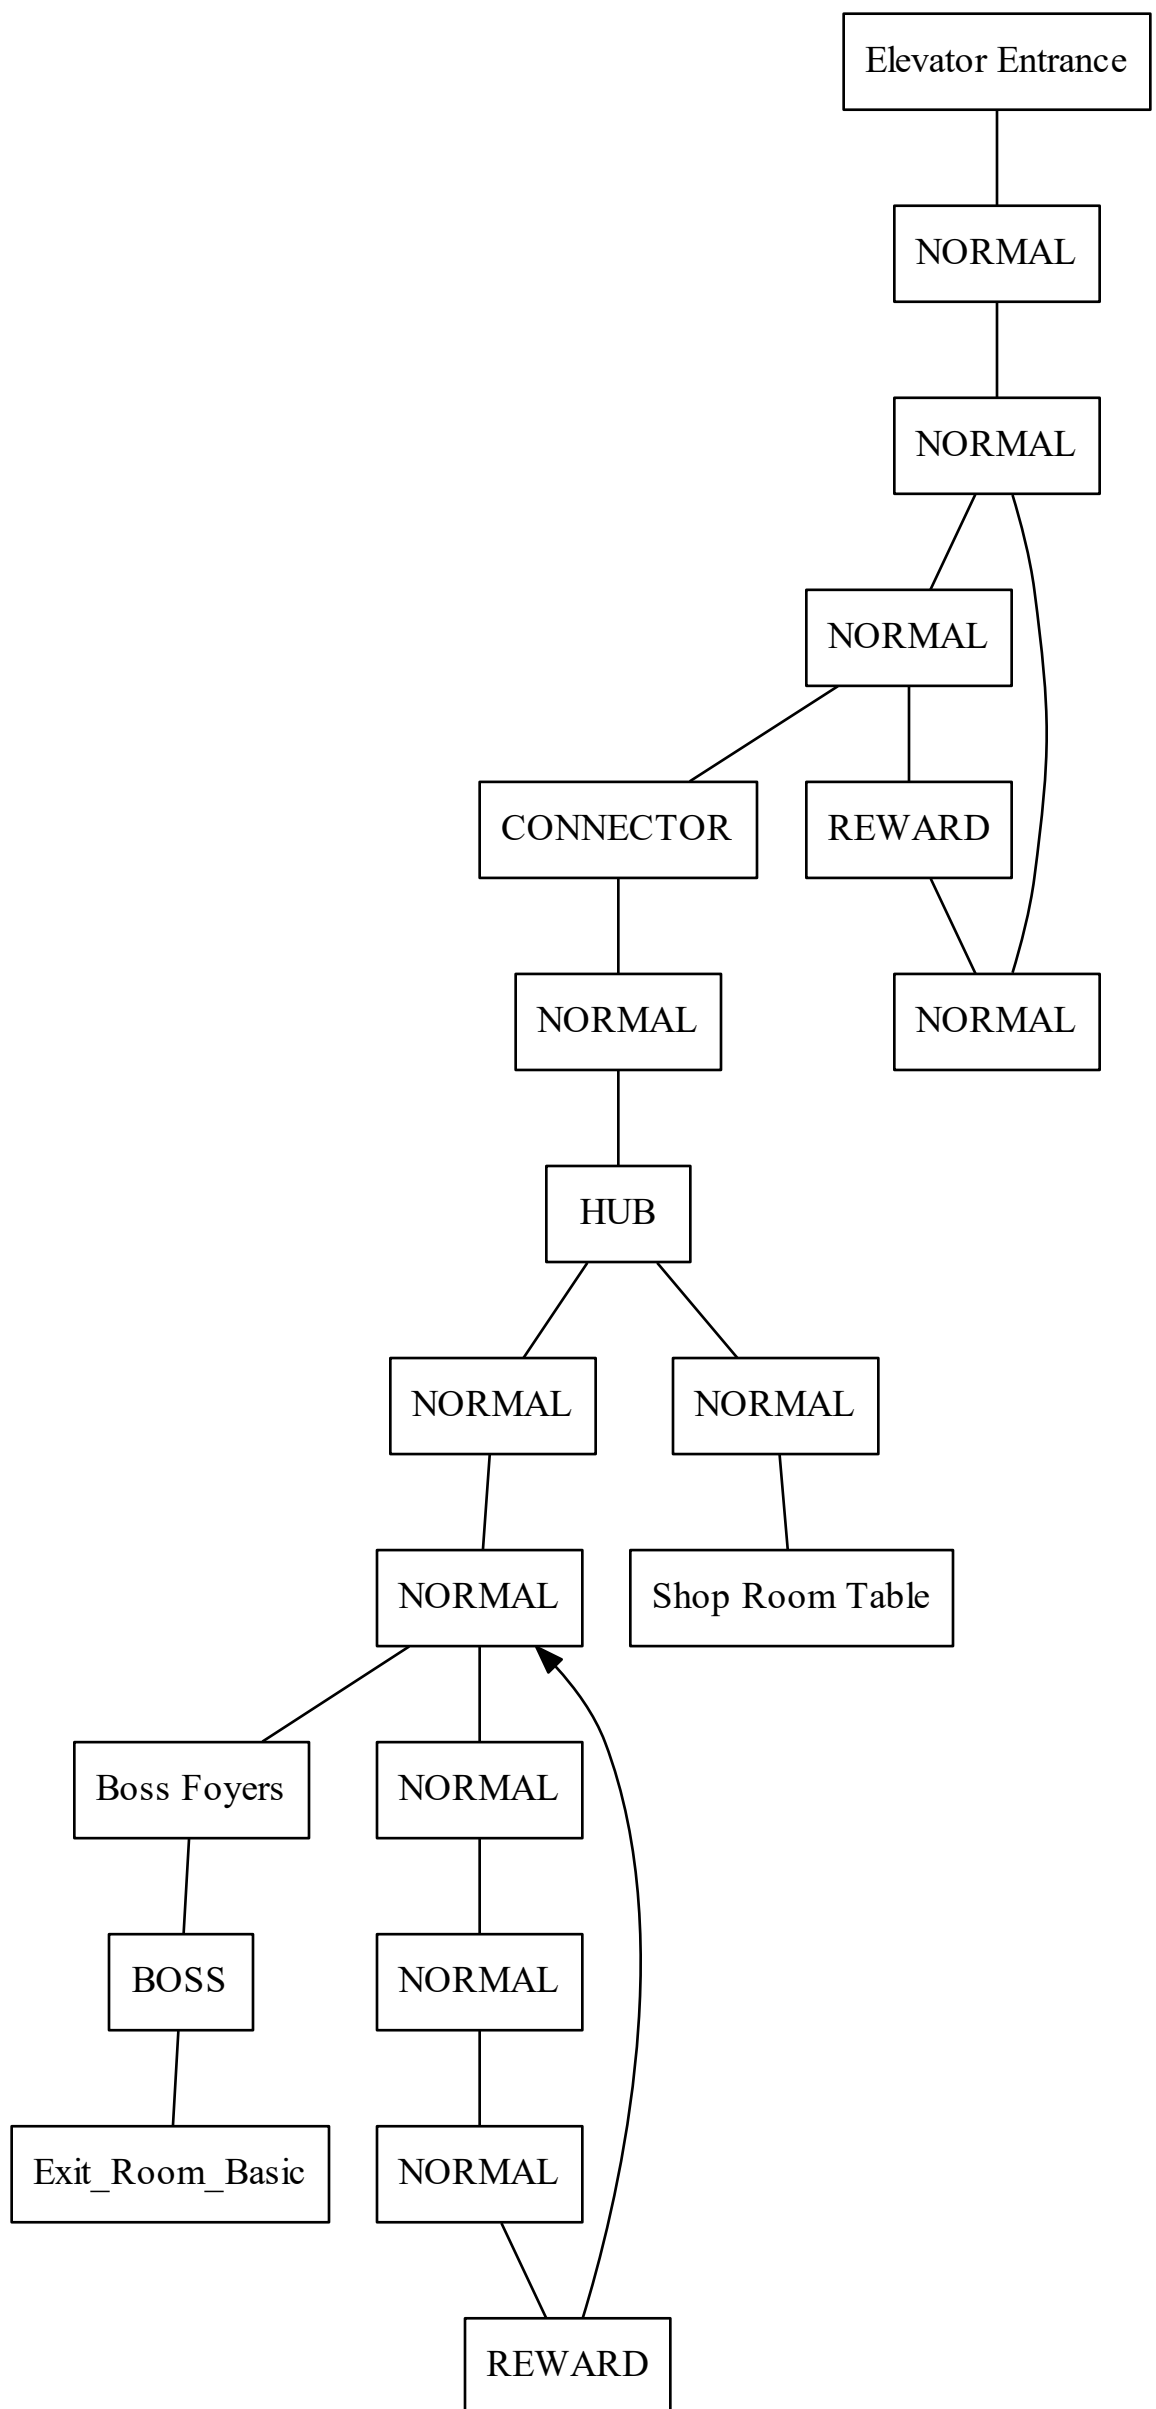 Elevator Entrance
NORMAL
NORMAL
NORMAL
CONNECTOR
REWARD
NORMAL
NORMAL
HUB
NORMAL
NORMAL
NORMAL
Shop Room Table
Boss Foyers
NORMAL
BOSS
NORMAL
Exit_Room_Basic
NORMAL
REWARD